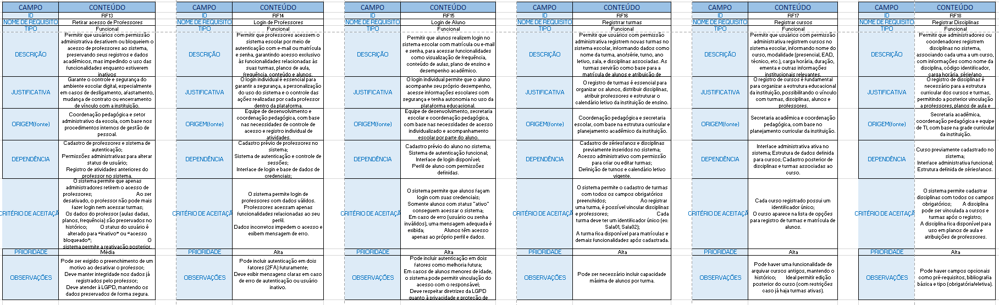 CAMPO CONTEÚDO
ID RF13
NOME DE REQUISITO Retirar acesso de Professores
TIPO Funcional
DESCRIÇÃO
Permitir que usuários com permissão
administrativa desativem ou bloqueiem o
acesso de professores ao sistema,
preservando seus registros e dados
acadêmicos, mas impedindo o uso das
funcionalidades enquanto estiverem
inativos
JUSTIFICATIVA
Garante o controle e segurança do
ambiente escolar digital, especialmente
em casos de desligamento, afastamento,
mudança de contrato ou encerramento
de vínculo com a instituição.
ORIGEM(fonte)
Coordenação pedagógica e setor
administrativo da escola, com base nos
procedimentos internos de gestão de
pessoal.
DEPENDÊNCIA
Cadastro de professores e sistema de
autenticação;
Permissões administrativas para alterar
status de usuário;
Registro de atividades anteriores do
professor no sistema.
CRITÉRIO DE ACEITAÇÃ
O sistema permite que apenas
administradores retirem o acesso de
professores; Ao ser
desativado, o professor não pode mais
fazer login nem acessar turmas;
Os dados do professor (aulas dadas,
planos, frequência) são preservados no
histórico; O status do usuário é
alterado para “inativo” ou “acesso
bloqueado”; O
sistema permite a reativação posterior.
PRIORIDADE Média
OBSERVAÇÕES
Pode ser exigido o preenchimento de um
motivo ao desativar o professor;
Deve manter integridade nos dados já
registrados pelo professor;
Deve atender à LGPD, mantendo os
dados preservados de forma segura.
CAMPO CONTEÚDO
ID RF14
NOME DE REQUISITO Login de Professores
TIPO Funcional
DESCRIÇÃO
Permitir que professores acessem o
sistema escolar por meio de
autenticação com e-mail ou matrícula
e senha, garantindo acesso exclusivo
às funcionalidades relacionadas às
suas turmas, planos de aula,
frequência, conteúdo e alunos.
JUSTIFICATIVA
O login individual é essencial para
garantir a segurança, a personalização
do uso do sistema e o controle das
ações realizadas por cada professor
dentro da plataforma.
ORIGEM(fonte)
Equipe de desenvolvimento e
coordenação pedagógica, com base
nas necessidades de controle de
acesso e registro individual de
atividades.
DEPENDÊNCIA
Cadastro prévio de professores no
sistema;
Sistema de autenticação e controle de
sessões;
Interface de login e base de dados de
credenciais;
CRITÉRIO DE ACEITAÇÃ
O sistema permite login de
professores com dados válidos.
Professores acessam apenas
funcionalidades relacionadas ao seu
perfil.
Dados incorretos impedem o acesso e
exibem mensagem de erro.
PRIORIDADE Alta
OBSERVAÇÕES
Pode incluir autenticação em dois
fatores (2FA) futuramente;
Deve exibir mensagens claras em caso
de erro de autenticação ou usuário
inativo.
CAMPO CONTEÚDO
ID RF15
NOME DE REQUISITO Login de Aluno
TIPO Funcional
DESCRIÇÃO
Permitir que alunos realizem login no
sistema escolar com matrícula ou e-mail
e senha, para acessar funcionalidades
como visualização de frequência,
conteúdo de aulas, plano de ensino e
desempenho acadêmico.
JUSTIFICATIVA
O login individual permite que o aluno
acompanhe seu próprio desempenho,
acesse informações escolares com
segurança e tenha autonomia no uso da
plataforma educacional.
ORIGEM(fonte)
Equipe de desenvolvimento, secretaria
escolar e coordenação pedagógica,
com base nas necessidades de acesso
individualizado e acompanhamento
escolar por parte do aluno.
DEPENDÊNCIA
Cadastro prévio do aluno no sistema;
Sistema de autenticação funcional;
Interface de login disponível;
Perfil de aluno com permissões
definidas.
CRITÉRIO DE ACEITAÇÃ
O sistema permite que alunos façam
login com suas credenciais;
Somente alunos com status "ativo"
conseguem acessar o sistema;
Em caso de erro (usuário ou senha
inválidos), uma mensagem adequada é
exibida; Alunos têm acesso
apenas ao próprio perfil e dados.
PRIORIDADE Alta
OBSERVAÇÕES
Pode incluir autenticação em dois
fatores como melhoria futura;
Em casos de alunos menores de idade,
o sistema pode permitir vinculação do
acesso com o responsável;
Deve respeitar diretrizes da LGPD
quanto à privacidade e proteção de
CAMPO CONTEÚDO
ID RF16
NOME DE REQUISITO Registrrar turmas
TIPO Funcional
DESCRIÇÃO
Permitir que usuários com permissão
administrativa registrem novas turmas no
sistema escolar, informando dados como
nome da turma, ano/série, turno, ano
letivo, sala, e disciplinas associadas. As
turmas servirão como base para a
matrícula de alunos e atribuição de
JUSTIFICATIVA
O registro de turmas é essencial para
organizar os alunos, distribuir disciplinas,
atribuir professores e estruturar o
calendário letivo da instituição de ensino.
ORIGEM(fonte)
Coordenação pedagógica e secretaria
escolar, com base na estrutura curricular e
planejamento acadêmico da instituição.
DEPENDÊNCIA
Cadastro de séries/anos e disciplinas
previamente inseridos no sistema;
Acesso administrativo com permissão
para criar ou editar turmas;
Definição de turnos e calendário letivo
vigente.
CRITÉRIO DE ACEITAÇÃ
O sistema permite o cadastro de turmas
com todos os campos obrigatórios
preenchidos; Ao registrar
uma turma, é possível vincular disciplinas
e professores; Cada
turma deve ter um identificador único (ex:
Sala01, Sala02);
A turma fica disponível para matrículas e
demais funcionalidades após cadastrada.
PRIORIDADE Alta
OBSERVAÇÕES
Pode ser necessário incluir capacidade
máxima de alunos por turma.
CAMPO CONTEÚDO
ID RF17
NOME DE REQUISITO Registrar cursos
TIPO Funcional
DESCRIÇÃO
Permitir que usuários com permissão
administrativa registrem cursos no
sistema escolar, informando nome do
curso, modalidade (presencial, EAD,
técnico, etc.), carga horária, duração,
ementa e outras informações
institucionais relevantes.
JUSTIFICATIVA
O registro de cursos é fundamental
para organizar a estrutura educacional
da instituição, possibilitando o vínculo
com turmas, disciplinas, alunos e
professores.
ORIGEM(fonte)
Secretaria acadêmica e coordenação
pedagógica, com base no
planejamento curricular da instituição.
DEPENDÊNCIA
Interface administrativa ativa no
sistema; Estrutura de dados definida
para cursos; Cadastro posterior de
disciplinas e turmas associadas ao
curso.
CRITÉRIO DE ACEITAÇÃ
Cada curso registrado possui um
identificador único;
O curso aparece na lista de opções
para registro de turmas e matrícula de
alunos.
PRIORIDADE Alta
OBSERVAÇÕES
Pode haver uma funcionalidade de
arquivar cursos antigos, mantendo o
histórico; Ideal permitir edição
posterior do curso (com restrições
caso já haja turmas ativas).
CAMPO CONTEÚDO
ID RF18
NOME DE REQUISITO Registrar Disciplinas
TIPO Funcional
DESCRIÇÃO
Permitir que administradores ou
coordenadores registrem
disciplinas no sistema,
associando cada uma a um curso,
com informações como nome da
disciplina, código identificador,
carga horária, série/ano
JUSTIFICATIVA
O registro de disciplinas é
necessário para a estrutura
curricular dos cursos e turmas,
permitindo a posterior vinculação
a professores, planos de aula e
ORIGEM(fonte)
Secretaria acadêmica,
coordenação pedagógica e equipe
de TI, com base na grade curricular
da instituição.
DEPENDÊNCIA
Curso previamente cadastrado no
sistema;
Interface administrativa funcional;
Estrutura definida de séries/anos.
CRITÉRIO DE ACEITAÇÃ
O sistema permite cadastrar
disciplinas com todos os campos
obrigatórios; A disciplina
pode ser vinculada a cursos e
turmas após o registro;
A disciplina fica disponível para
uso em planos de aula e
atribuições de professores.
PRIORIDADE Alta
OBSERVAÇÕES
Pode haver campos opcionais
como pré-requisitos, bibliografia
básica e tipo (obrigatória/eletiva).